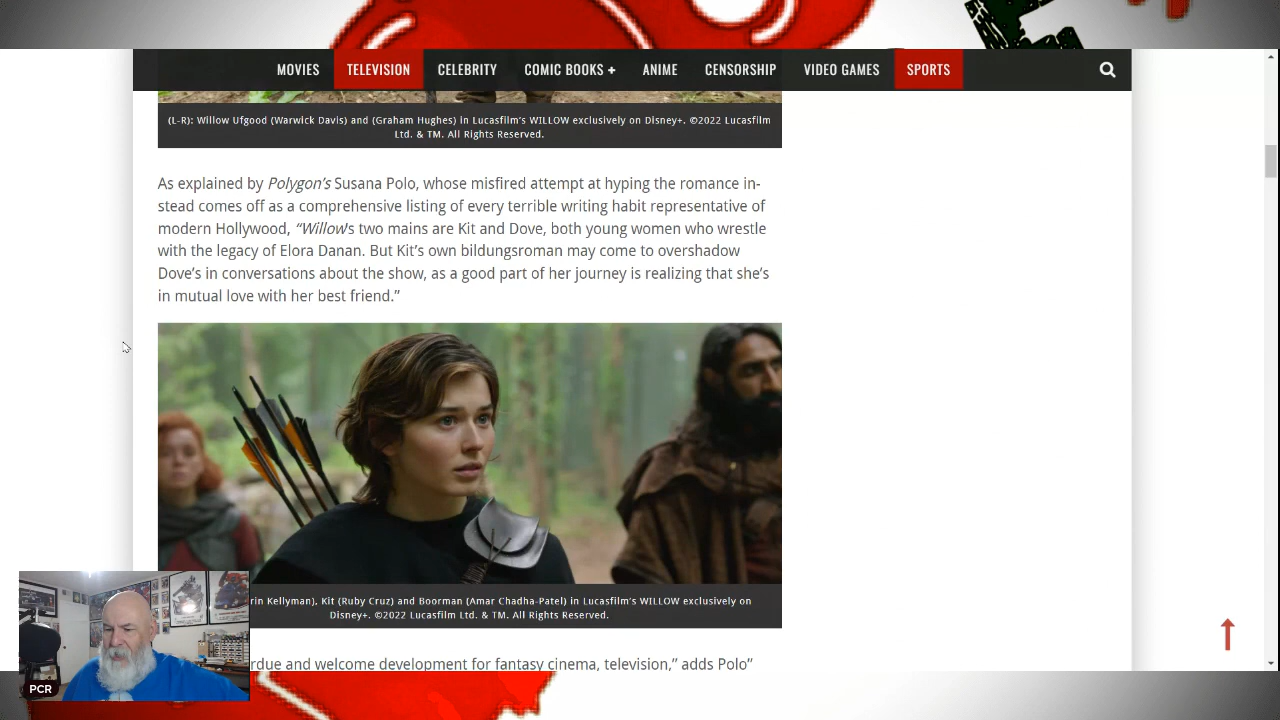 MOVIES TELEVISION CELEBRITY COMIC BOOKS + ANIME CENSORSHIP VIDEO GAMES SPORTS
(L-R): Willow Ufgood (Warwick Davis) and (Graham Hughes) in Lucasfilm's WILLOW exclusively on Disney+. ©2022 Lucasfilm
Ltd. & TM. All Rights Reserved.
As explained by Polygon's Susana Polo, whose misfired attempt at hyping the romance in-
stead comes off as a comprehensive listing of every terrible writing habit representative of
modern Hollywood, “Willow's two mains are Kit and Dove, both young women who wrestle
with the legacy of Elora Danan. But Kit’s own bildungsroman may come to overshadow
Dove’s in conversations about the show, as a good part of her journey is realizing that she’s
in mutual love with her best friend.”
rin Kellyman), Kit (Ruby Cruz) and Boorman (Amar Chadha-Patel) in Lucasfilm's WILLOW exclusively on
Disney+. ©2022 Lucasfilm Ltd. & TM. All Rights Reserved.
rdue and welcome development for fantasy cinema, television,” adds Polo”
PCR